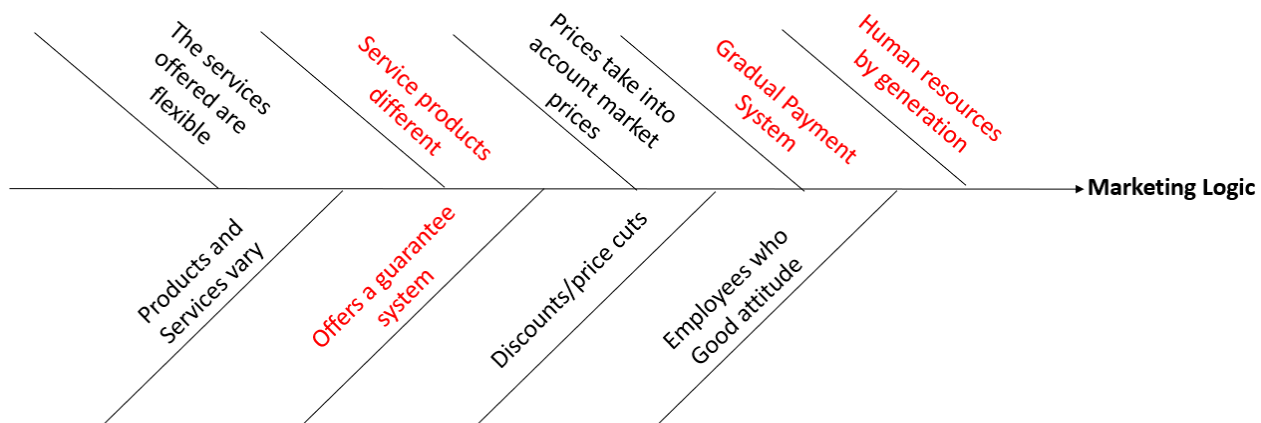 The services
offered are
flexible
Service products
different
Prices take into
account market
prices
Gradual Payment
System
Human resources
by generation
Marketing Logic
Products and
Services vary
Offers a guarantee
system
Discounts/price cuts
Employees who
Good attitude